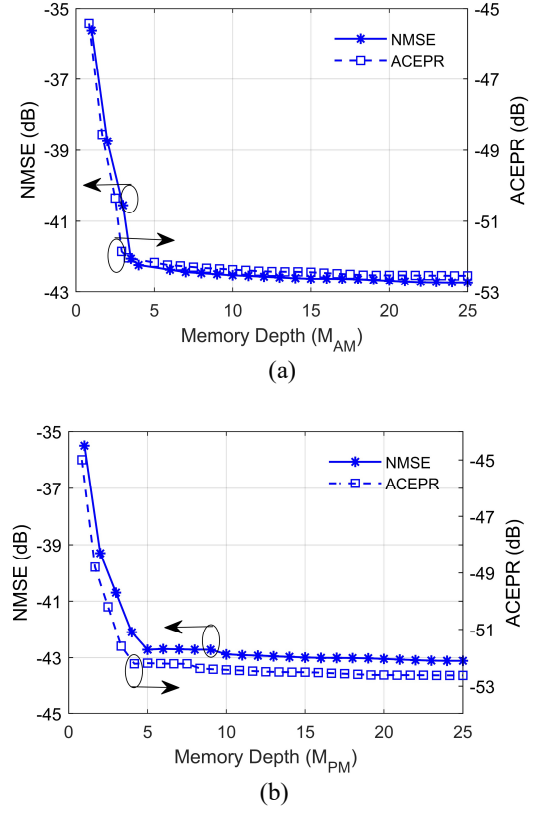 -35
-37
-39
-41
-43
NMSE (dB)
-45
-47
-49
-51
-53
ACEPR (dB)
NMSE
ACEPR
0 5 10 15 20 25
Memory Depth (M_AM)
(a)
-35
-37
-39
-41
-43
-45
NMSE (dB)
-45
-47
-49
-51
-53
ACEPR (dB)
NMSE
ACEPR
0 5 10 15 20 25
Memory Depth (M_PM)
(b)